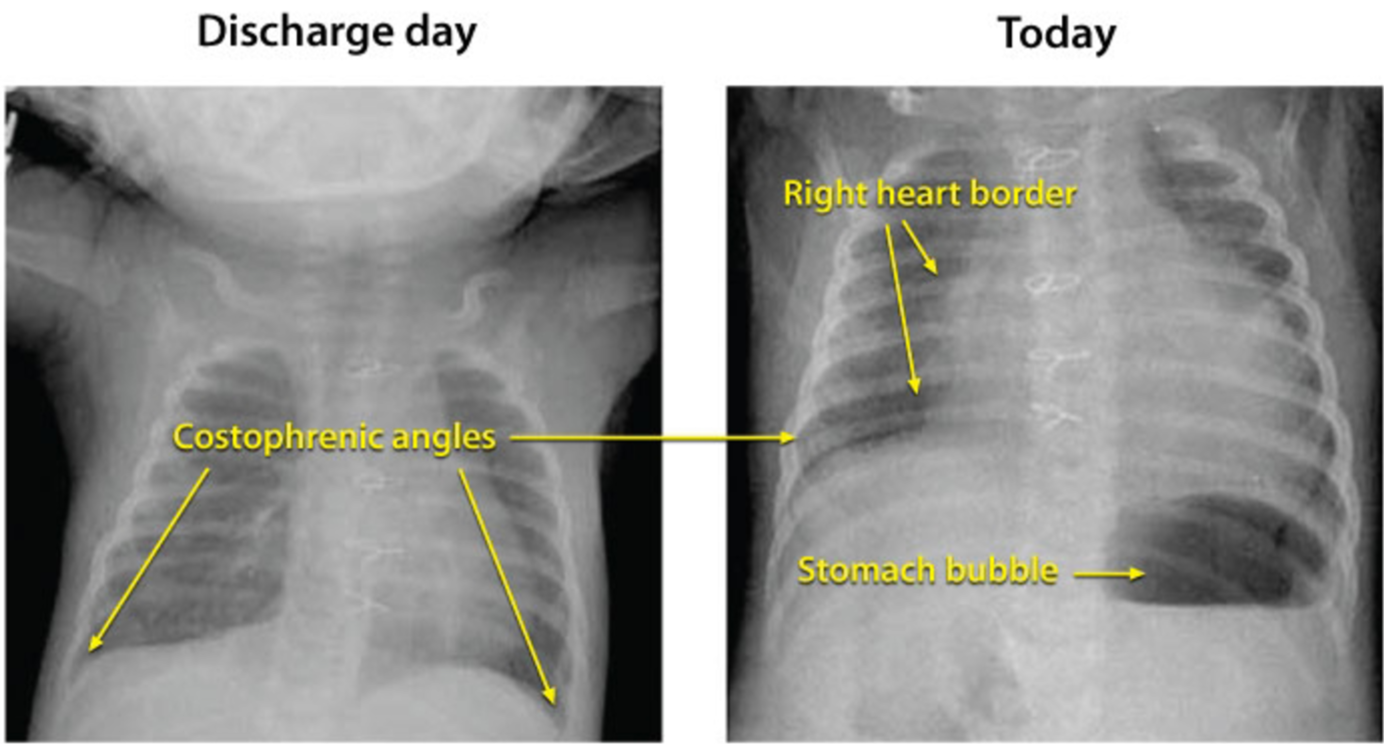 Discharge day
Today
Right heart border
Costophrenic angles
Stomach bubble